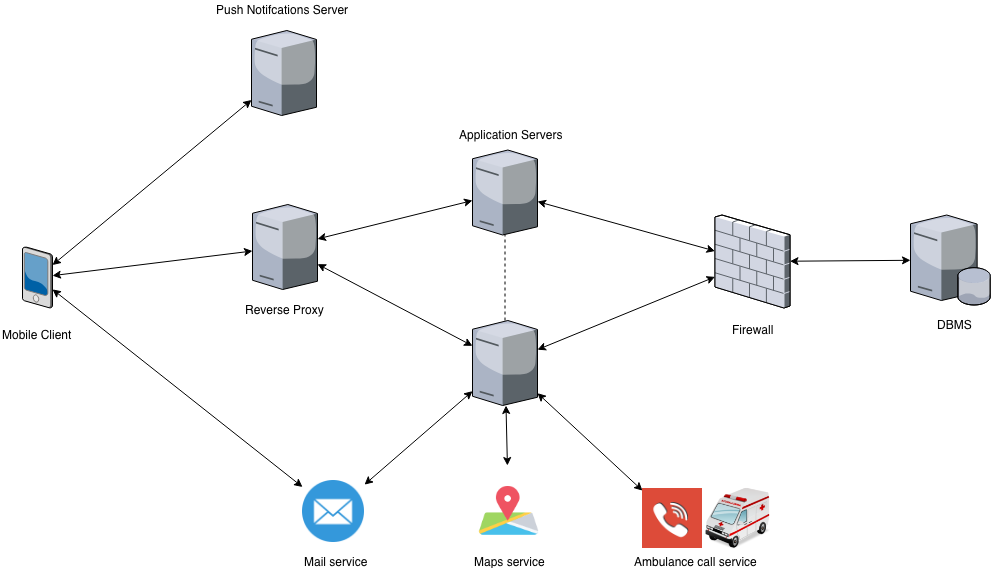 Push Notifcations Server
Application Servers
Reverse Proxy
Mobile Client
Firewall
DBMS
Mail service
Maps service
Ambulance call service